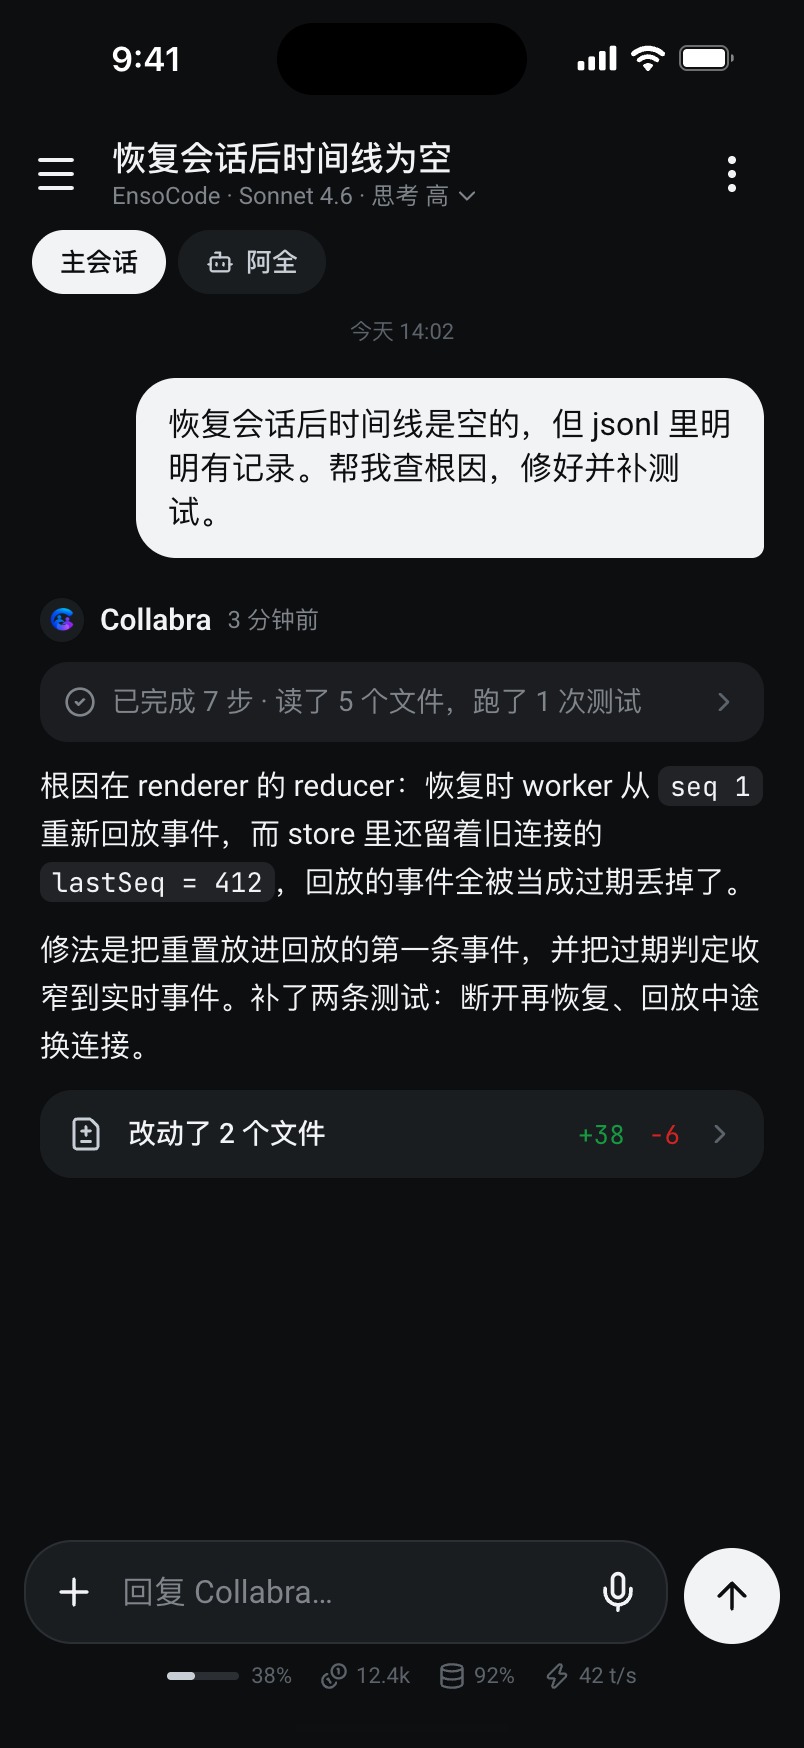 9:41
恢复会话后时间线为空
EnsoCode · Sonnet 4.6 · 思考 高
主会话
阿全
今天 14:02
恢复会话后时间线是空的，但 jsonl 里明
明有记录。帮我查根因，修好并补测
试。
Collabra 3 分钟前
已完成 7 步 · 读了 5 个文件，跑了 1 次测试
根因在 renderer 的 reducer：恢复时 worker 从 seq 1
重新回放事件，而 store 里还留着旧连接的
lastSeq = 412，回放的事件全被当成过期丢掉了。
修法是把重置放进回放的第一条事件，并把过期判定收
窄到实时事件。补了两条测试：断开再恢复、回放中途
换连接。
改动了 2 个文件 +38 -6
回复 Collabra…
38% 12.4k 92% 42 t/s